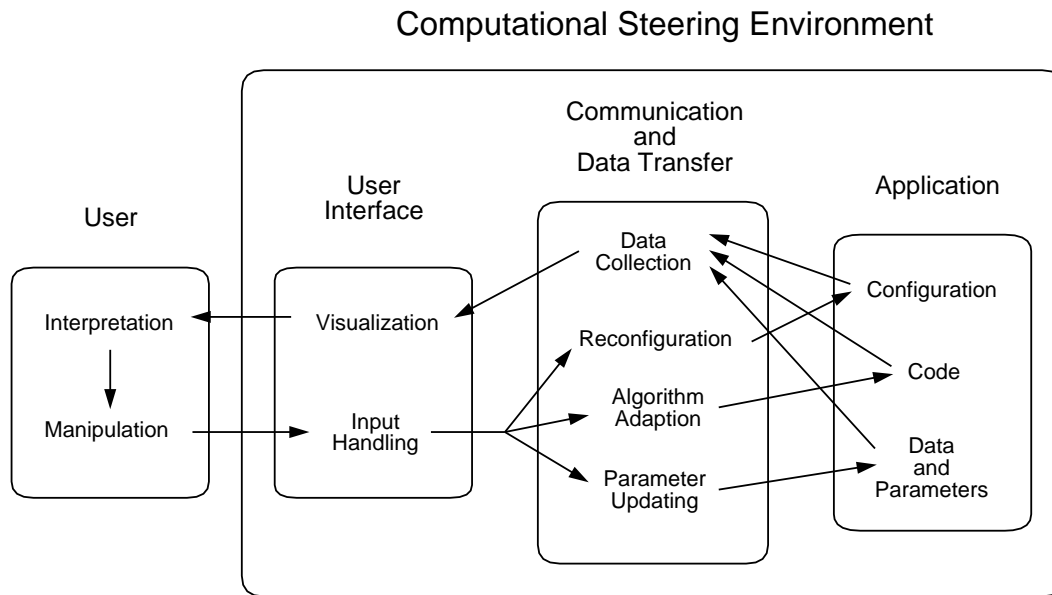 Computational Steering Environment
Communication
and
Data Transfer
User
Interface
Application
User
Data
Collection
Configuration
Interpretation
Visualization
Reconfiguration
Code
Algorithm
Adaption
Manipulation
Input
Handling
Data
and
Parameters
Parameter
Updating